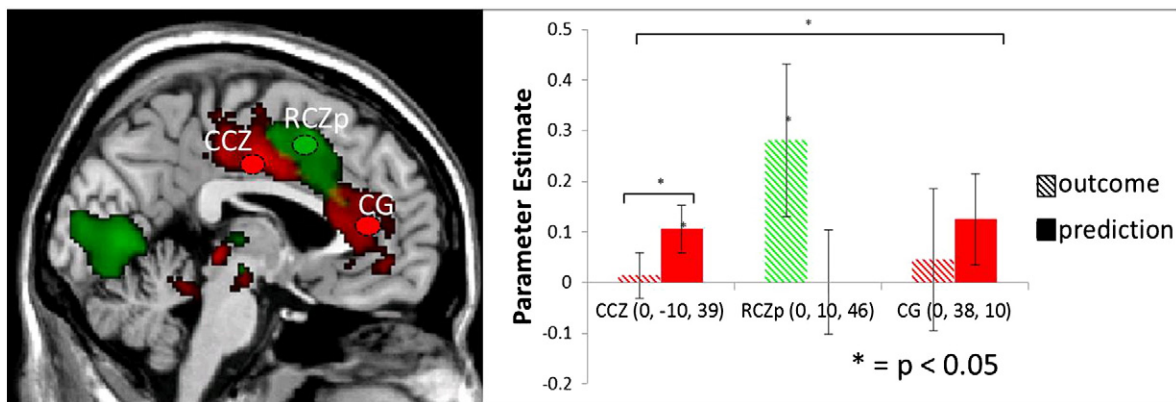 CCZ
RCZp
CG
Parameter Estimate
0.5
0.4
0.3
0.2
0.1
0
-0.1
-0.2
*
*
*
*
CCZ (0, -10, 39)
RCZp (0, 10, 46)
CG (0, 38, 10)
* = p < 0.05
outcome
prediction